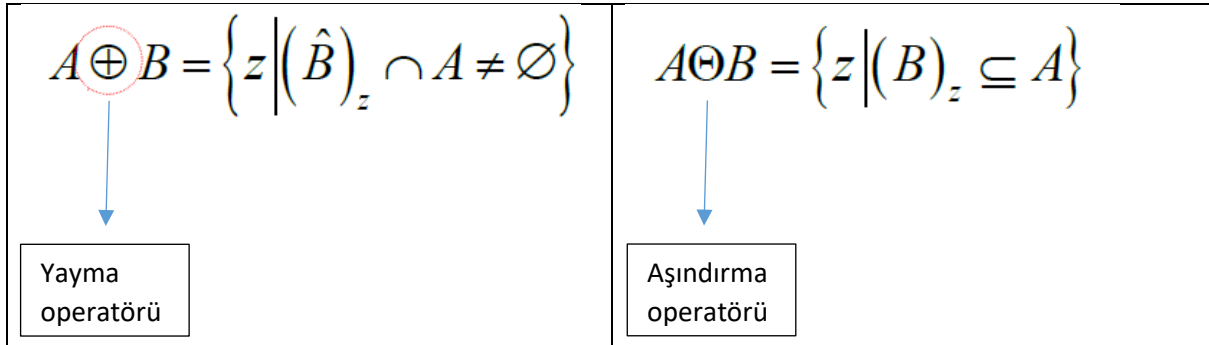 A ⊕ B = { z | (B̂)_z ∩ A ≠ ∅ }
Yayma
operatörü
AΘB = { z | (B)_z ⊆ A }
Aşındırma
operatörü